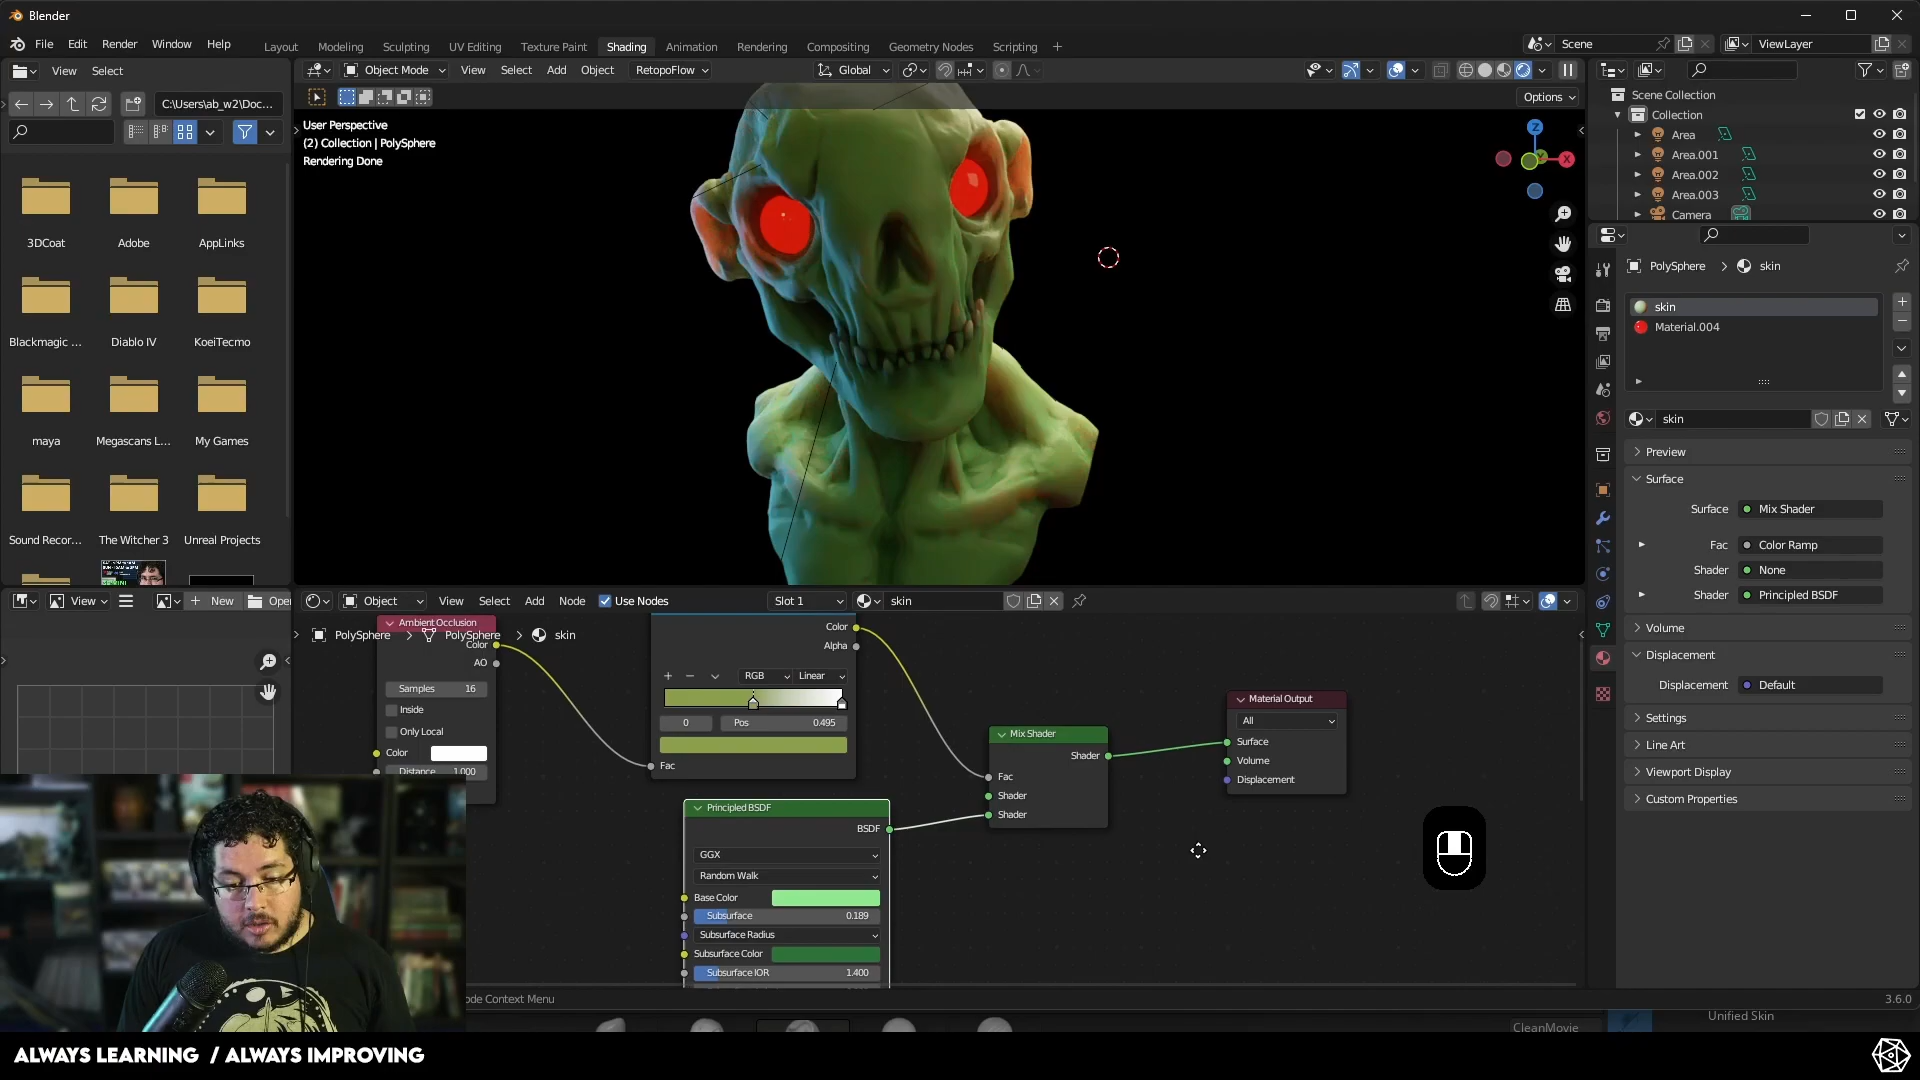 Blender
File Edit Render Window Help
Layout Modeling Sculpting UV Editing Texture Paint Shading Animation Rendering Compositing Geometry Nodes Scripting +
Scene
ViewLayer
View Select
Object Mode View Select Add Object RetopoFlow
Global
C:\Users\ab_w2\Doc...
Options
User Perspective
(2) Collection | PolySphere
Rendering Done
Z
X
3DCoat Adobe AppLinks
Blackmagic ... Diablo IV KoeiTecmo
maya Megascans L... My Games
Sound Recor... The Witcher 3 Unreal Projects
Scene Collection
Collection
Area
Area.001
Area.002
Area.003
Camera
PolySphere > skin
skin
Material.004
skin
Preview
Surface
Surface Mix Shader
Fac Color Ramp
Shader None
Shader Principled BSDF
Volume
Displacement
Displacement Default
Settings
Line Art
Viewport Display
Custom Properties
View + New Open
Object View Select Add Node Use Nodes Slot 1 skin
PolySphere > PolySphere > skin
Ambient Occlusion
Color
AO
Samples 16
Inside
Only Local
Color
Distance 1.000
Color
Alpha
RGB Linear
0 Pos 0.495
Fac
Mix Shader
Shader
Fac
Shader
Shader
Material Output
All
Surface
Volume
Displacement
Principled BSDF
BSDF
GGX
Random Walk
Base Color
Subsurface 0.189
Subsurface Radius
Subsurface Color
Subsurface IOR 1.400
ode Context Menu
3.6.0
CleanMovie
Unified Skin
ALWAYS LEARNING / ALWAYS IMPROVING